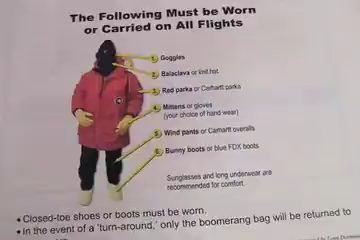 The Following Must be Worn
or Carried on All Flights
1 Goggles
2 Balaclava or knit hat
3 Red parka or Carhartt parka
4 Mittens or gloves
(your choice of hand wear)
5 Wind pants or Carhartt overalls
6 Bunny boots or blue FDX boots
Sunglasses and long underwear are
recommended for comfort.
• Closed-toe shoes or boots must be worn.
• In the event of a 'turn-around,' only the boomerang bag will be returned to